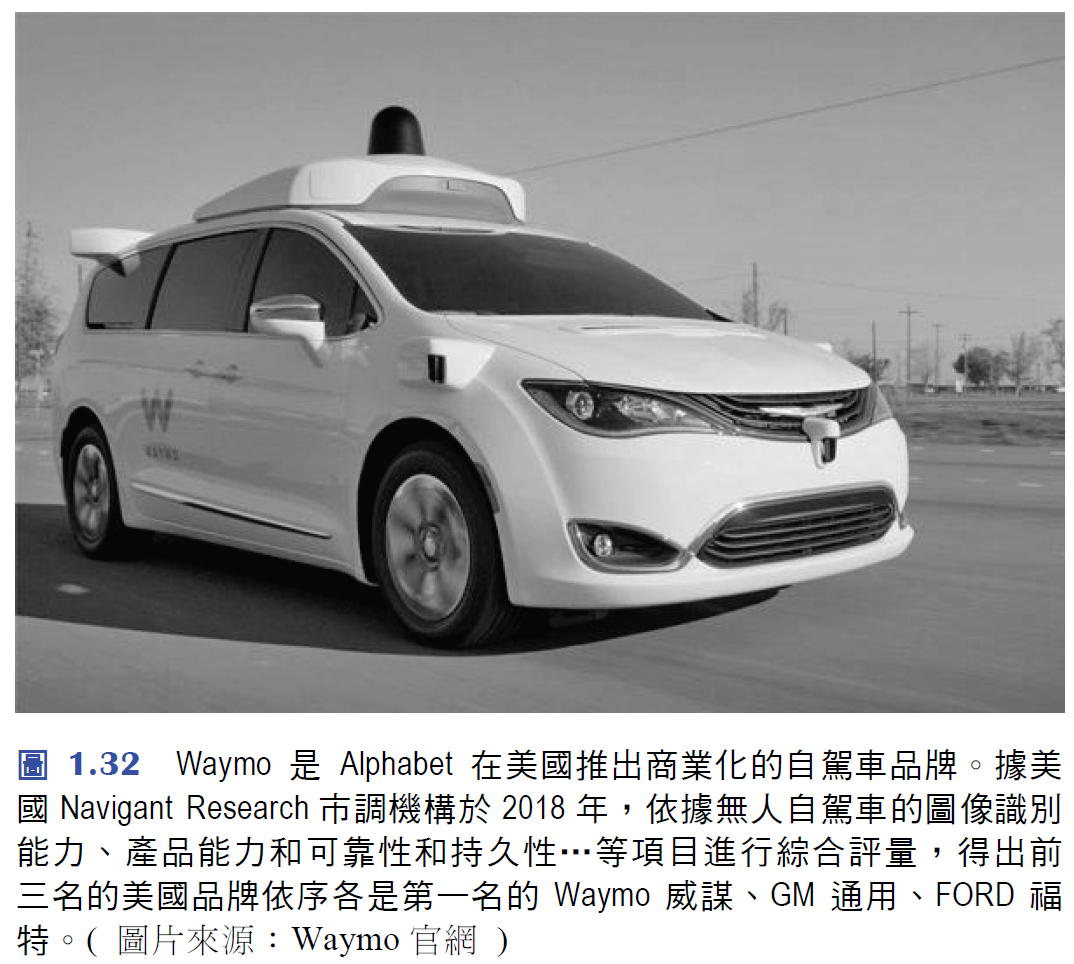 W
WAYMO
圖 1.32 Waymo 是 Alphabet 在美國推出商業化的自駕車品牌。據美
國 Navigant Research 市調機構於 2018 年，依據無人自駕車的圖像識別
能力、產品能力和可靠性和持久性…等項目進行綜合評量，得出前
三名的美國品牌依序各是第一名的 Waymo 威謀、GM 通用、FORD 福
特。( 圖片來源：Waymo 官網 )